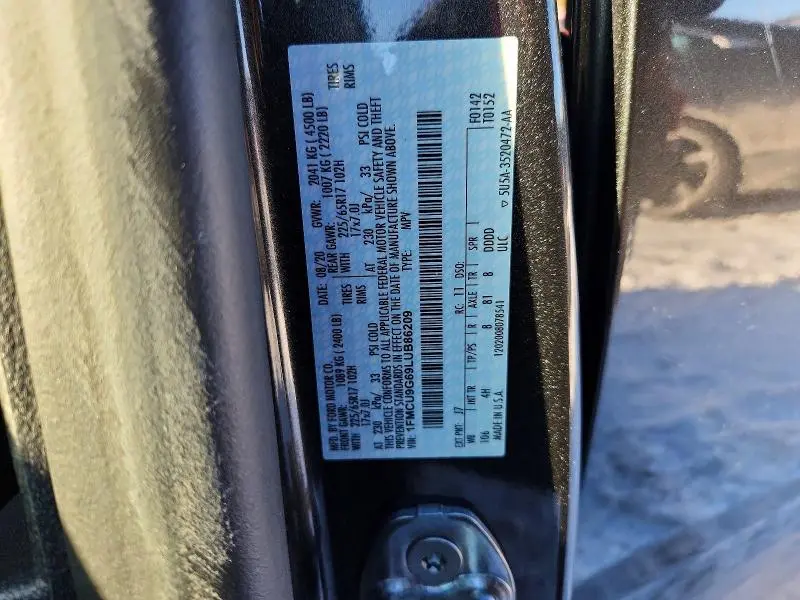 MFD. BY FORD MOTOR CO. DATE: 08/20 GVWR: 2041 KG ( 4500 LB)
FRONT GAWR: 1089 KG ( 2400 LB) REAR GAWR: 1007 KG ( 2220 LB)
WITH 225/65R17 102H TIRES WITH 225/65R17 102H TIRES
17x7.0J RIMS 17x7.0J RIMS
AT 230 kPa/ 33 PSI COLD AT 230 kPa/ 33 PSI COLD
THIS VEHICLE CONFORMS TO ALL APPLICABLE FEDERAL MOTOR VEHICLE SAFETY AND THEFT
PREVENTION STANDARDS IN EFFECT ON THE DATE OF MANUFACTURE SHOWN ABOVE.
VIN: 1FMCU9G69LUB86209 TYPE: MPV
F0142
T0152
EXT PNT: J7 RC: 11 DSO:
WB INT TR TP/PS R AXLE TR SPR
106 4H B B1 B DDDD
MADE IN U.S.A. 1202008078541 UIC
▽ 5U5A-3520472-AA